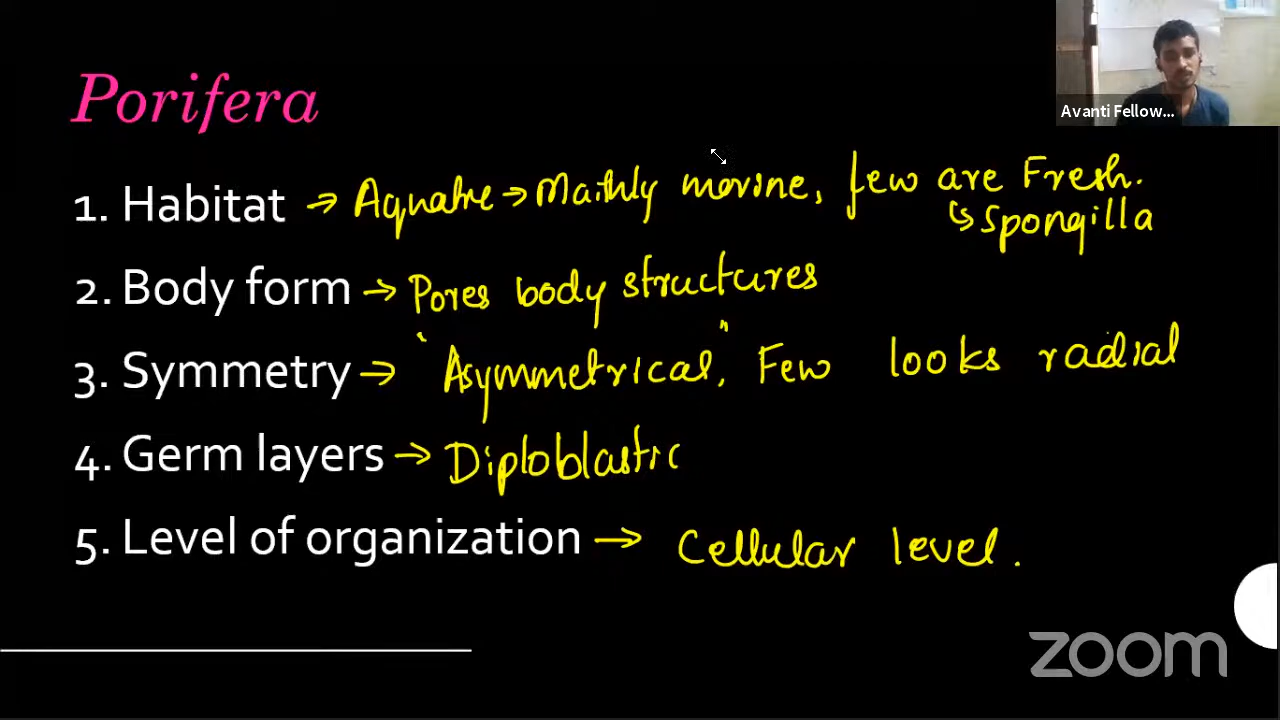 Avanti Fellow...
Porifera
1. Habitat → Aquatic → Mainly marine, few are Fresh.
↳ Spongilla
2. Body form → Pores body structures
3. Symmetry → "Asymmetrical", Few looks radial
4. Germ layers → Diploblastic
5. Level of organization → Cellular level.
zoom